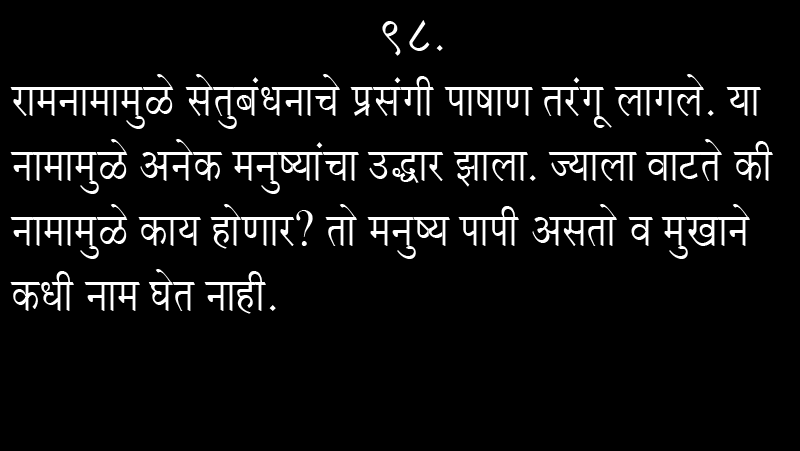 ९८.
रामनामामुळे सेतुबंधनाचे प्रसंगी पाषाण तरंगू लागले. या
नामामुळे अनेक मनुष्यांचा उद्धार झाला. ज्याला वाटते की
नामामुळे काय होणार? तो मनुष्य पापी असतो व मुखाने
कधी नाम घेत नाही.